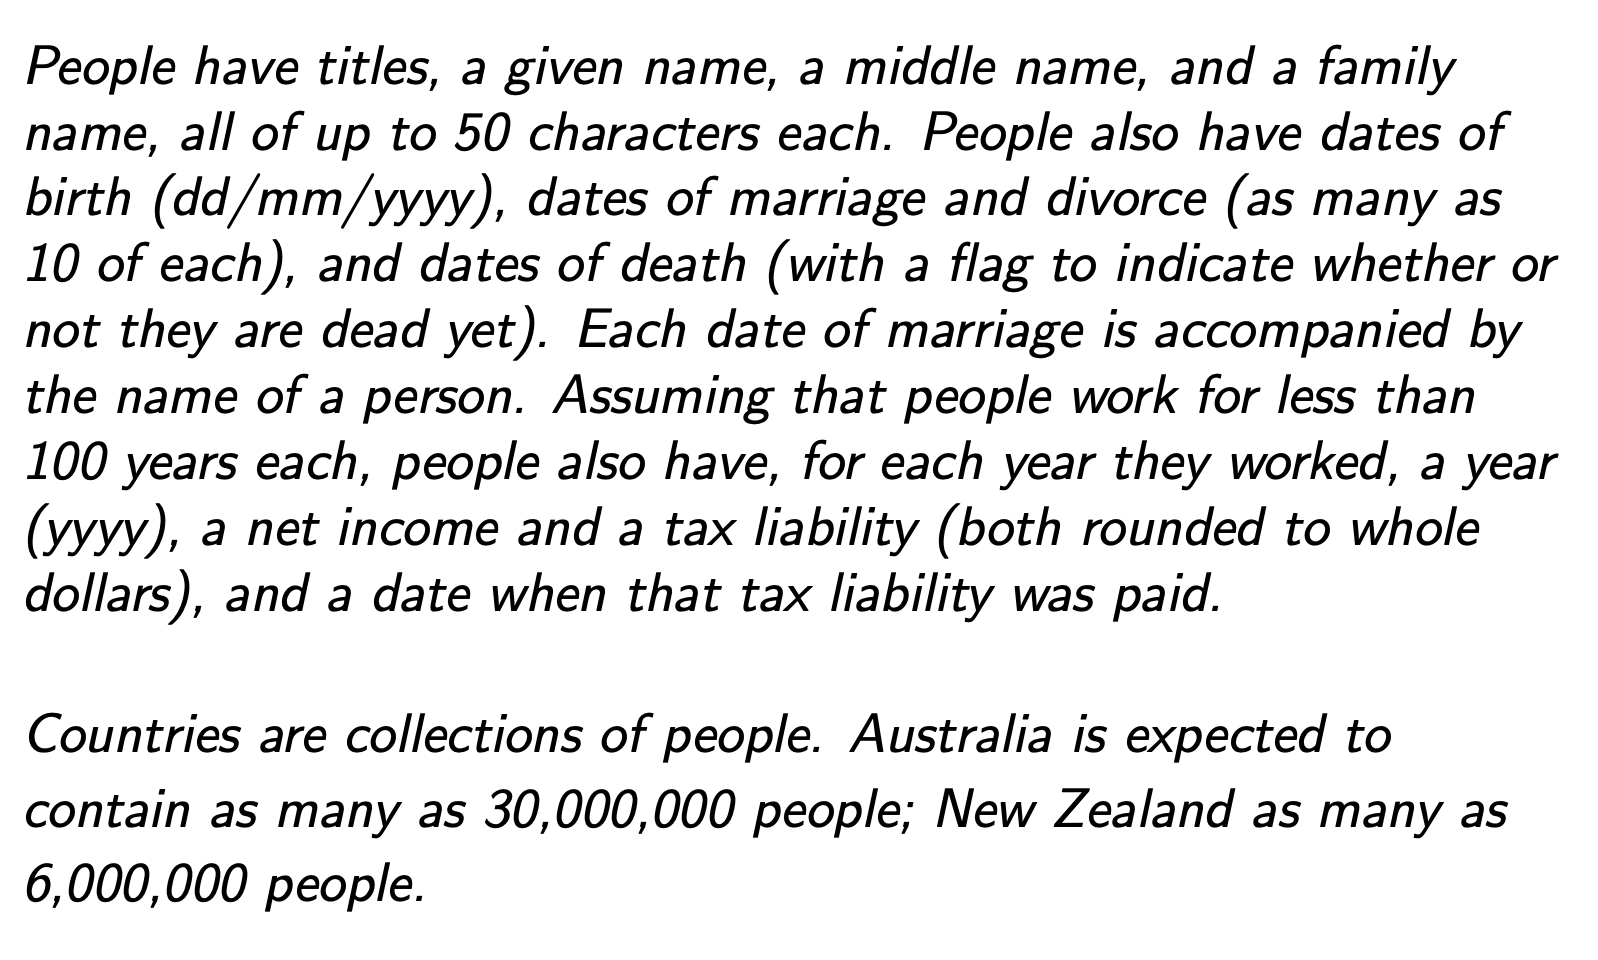 People have titles, a given name, a middle name, and a family
name, all of up to 50 characters each. People also have dates of
birth (dd/mm/yyyy), dates of marriage and divorce (as many as
10 of each), and dates of death (with a flag to indicate whether or
not they are dead yet). Each date of marriage is accompanied by
the name of a person. Assuming that people work for less than
100 years each, people also have, for each year they worked, a year
(yyyy), a net income and a tax liability (both rounded to whole
dollars), and a date when that tax liability was paid.
Countries are collections of people. Australia is expected to
contain as many as 30,000,000 people; New Zealand as many as
6,000,000 people.